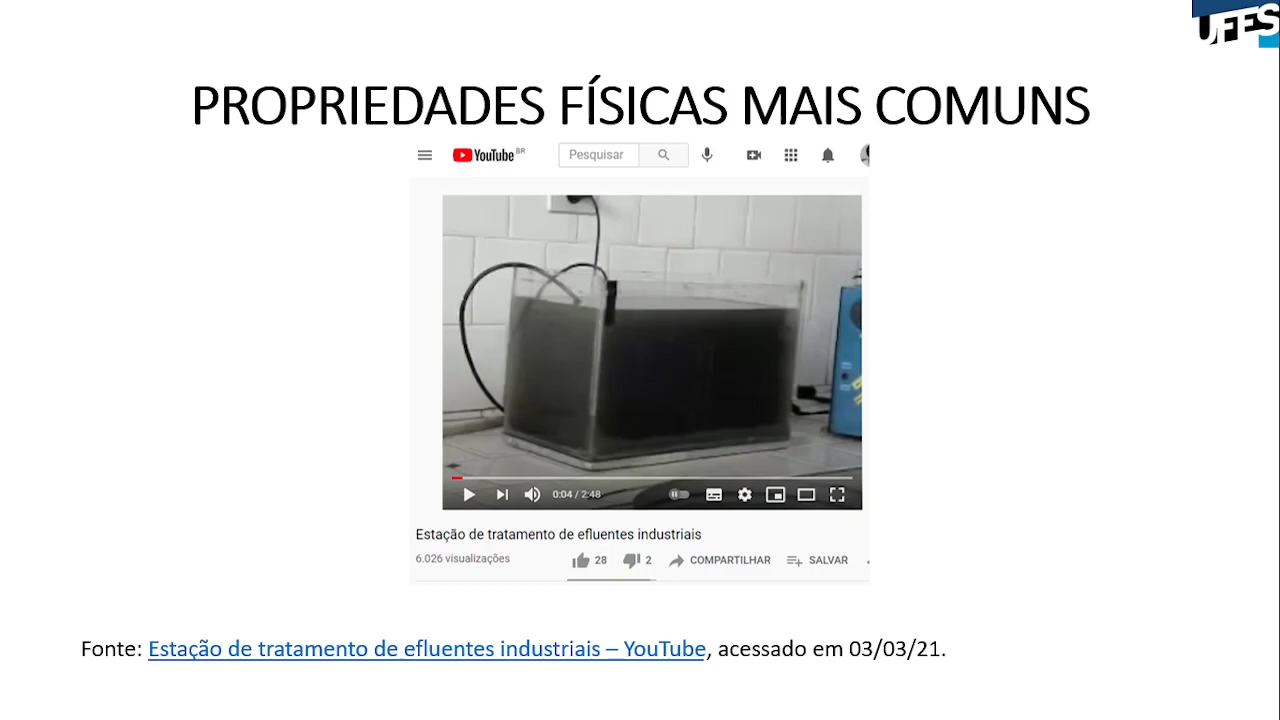 UFES
PROPRIEDADES FÍSICAS MAIS COMUNS
YouTube BR
Pesquisar
0:04 / 2:48
Estação de tratamento de efluentes industriais
6.026 visualizações
28 2 COMPARTILHAR SALVAR
Fonte: Estação de tratamento de efluentes industriais – YouTube, acessado em 03/03/21.